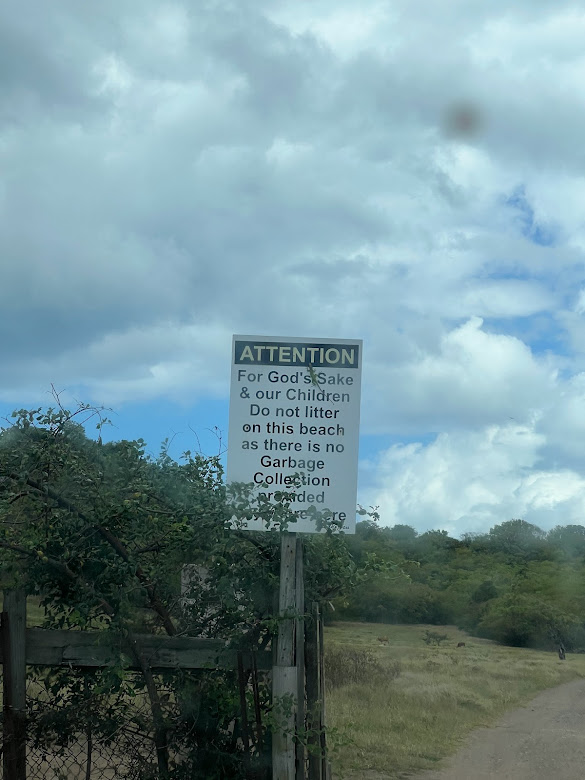 ATTENTION
For God's Sake
& our Children
Do not litter
on this beach
as there is no
Garbage
Collection
provided